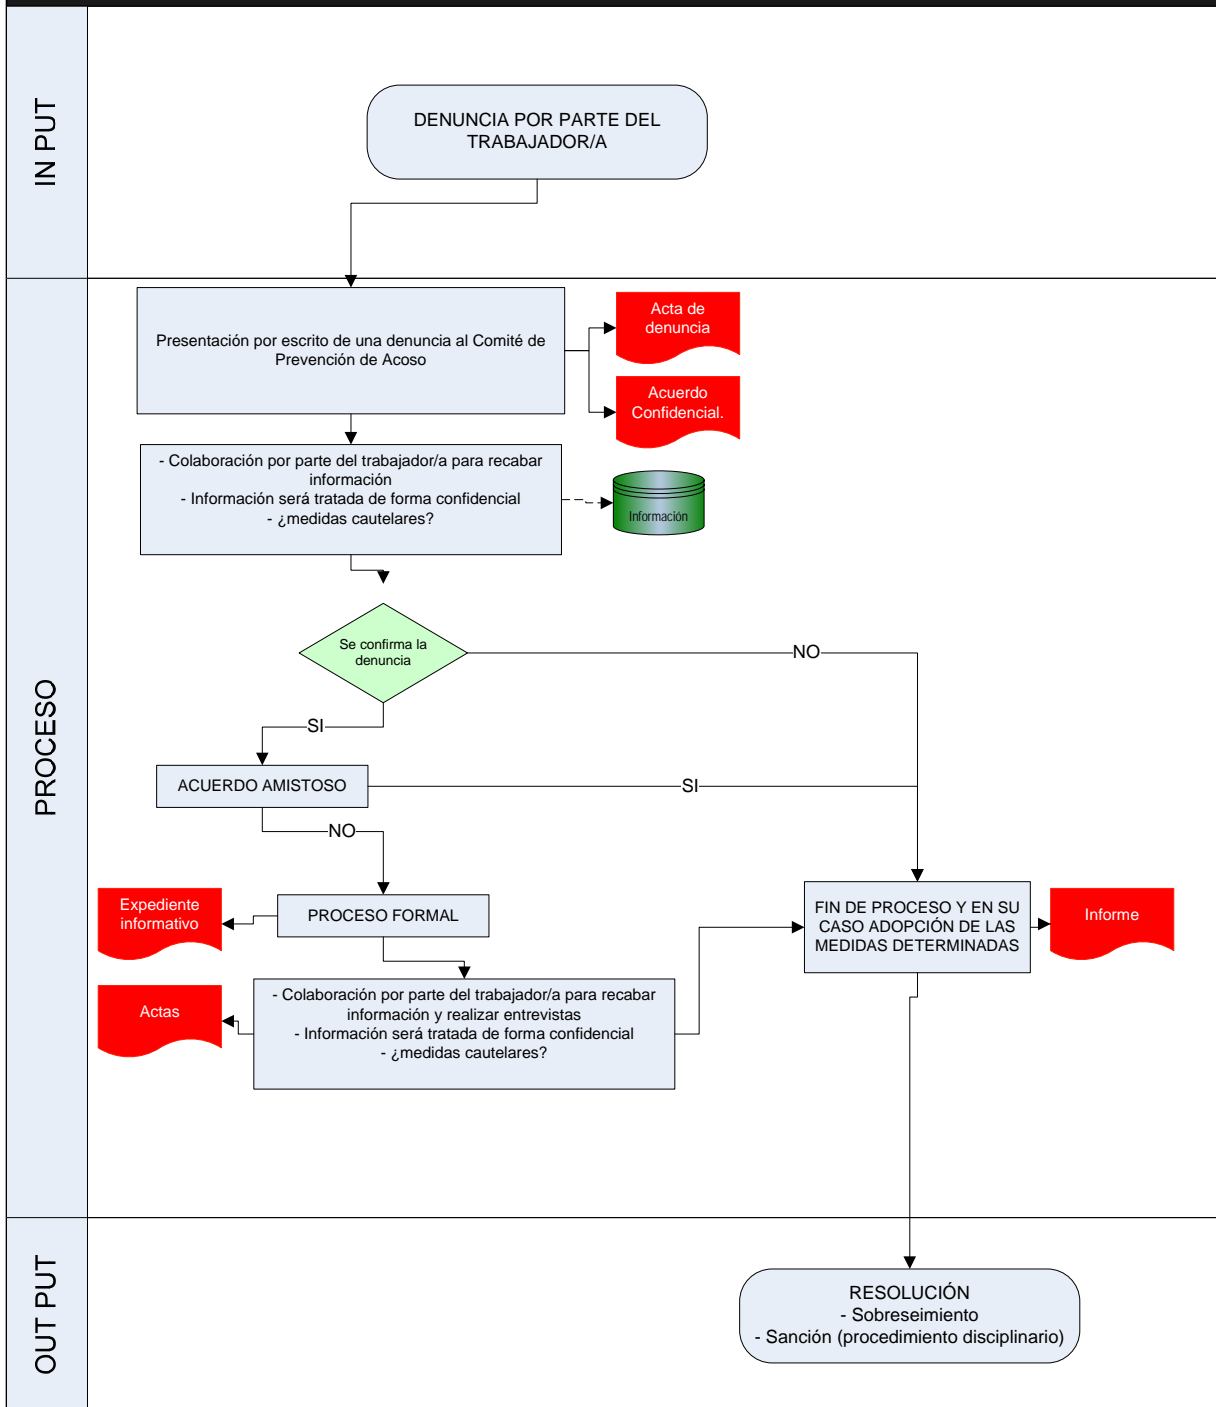 IN PUT
DENUNCIA POR PARTE DEL
TRABAJADOR/A
PROCESO
Presentación por escrito de una denuncia al Comité de
Prevención de Acoso
Acta de
denuncia
Acuerdo
Confidencial.
- Colaboración por parte del trabajador/a para recabar
información
- Información será tratada de forma confidencial
- ¿medidas cautelares?
Información
Se confirma la
denuncia
NO
SI
ACUERDO AMISTOSO
SI
NO
Expediente
informativo
PROCESO FORMAL
FIN DE PROCESO Y EN SU
CASO ADOPCIÓN DE LAS
MEDIDAS DETERMINADAS
Informe
Actas
- Colaboración por parte del trabajador/a para recabar
información y realizar entrevistas
- Información será tratada de forma confidencial
- ¿medidas cautelares?
OUT PUT
RESOLUCIÓN
- Sobreseimiento
- Sanción (procedimiento disciplinario)